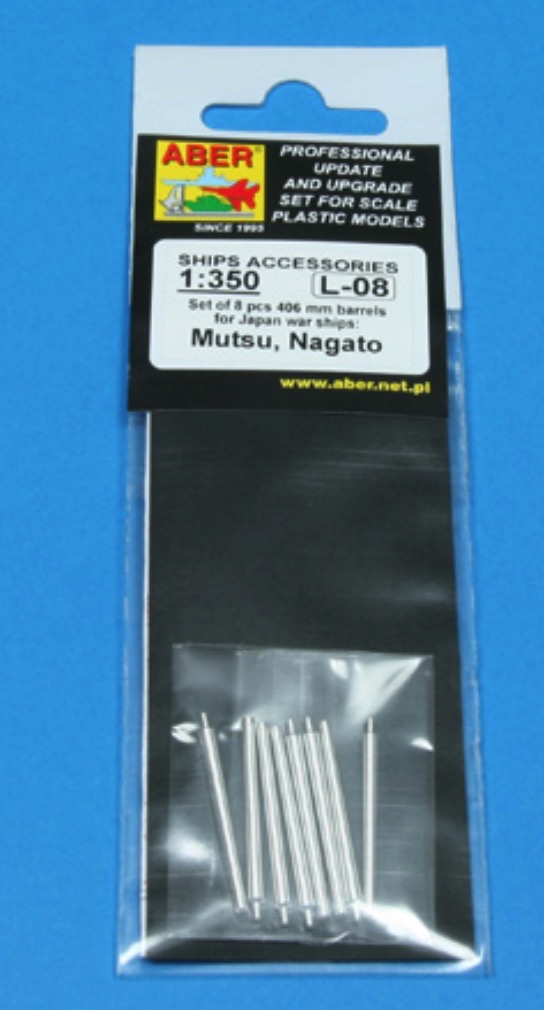 ABER®
SINCE 1995
PROFESSIONAL
UPDATE
AND UPGRADE
SET FOR SCALE
PLASTIC MODELS
SHIPS ACCESSORIES
1:350 L-08
Set of 8 pcs 406 mm barrels
for Japan war ships:
Mutsu, Nagato
www.aber.net.pl